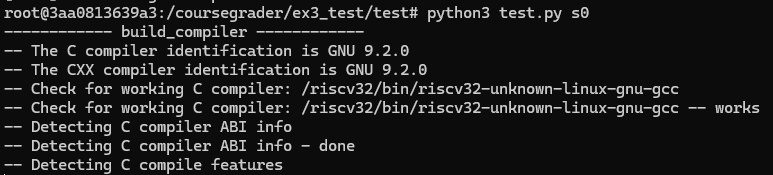 root@3aa0813639a3:/coursegrader/ex3_test/test# python3 test.py s0
------------ build_compiler ------------
-- The C compiler identification is GNU 9.2.0
-- The CXX compiler identification is GNU 9.2.0
-- Check for working C compiler: /riscv32/bin/riscv32-unknown-linux-gnu-gcc
-- Check for working C compiler: /riscv32/bin/riscv32-unknown-linux-gnu-gcc -- works
-- Detecting C compiler ABI info
-- Detecting C compiler ABI info - done
-- Detecting C compile features